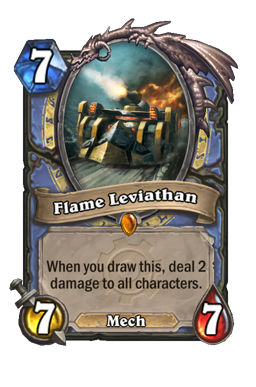 7
Flame Leviathan
When you draw this, deal 2
damage to all characters.
7
Mech
7